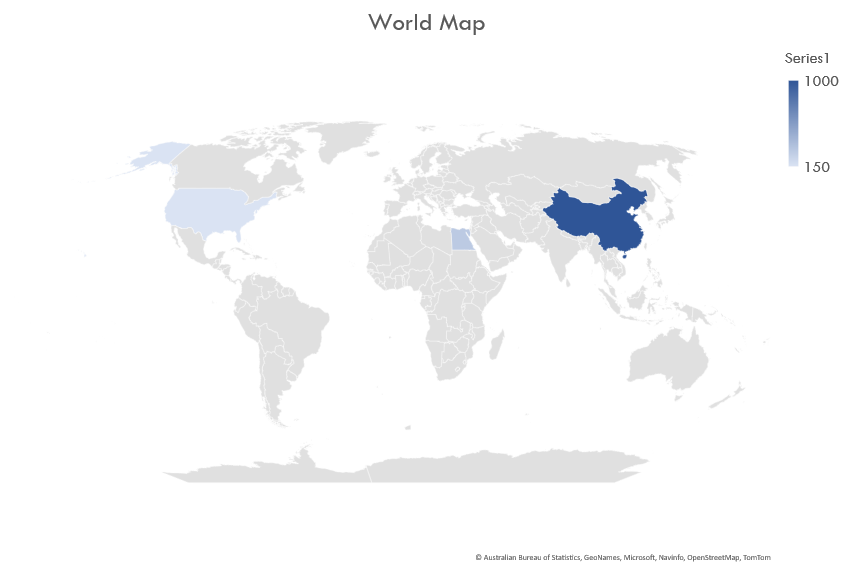 World Map
Series1
1000
150
© Australian Bureau of Statistics, GeoNames, Microsoft, Navinfo, OpenStreetMap, TomTom